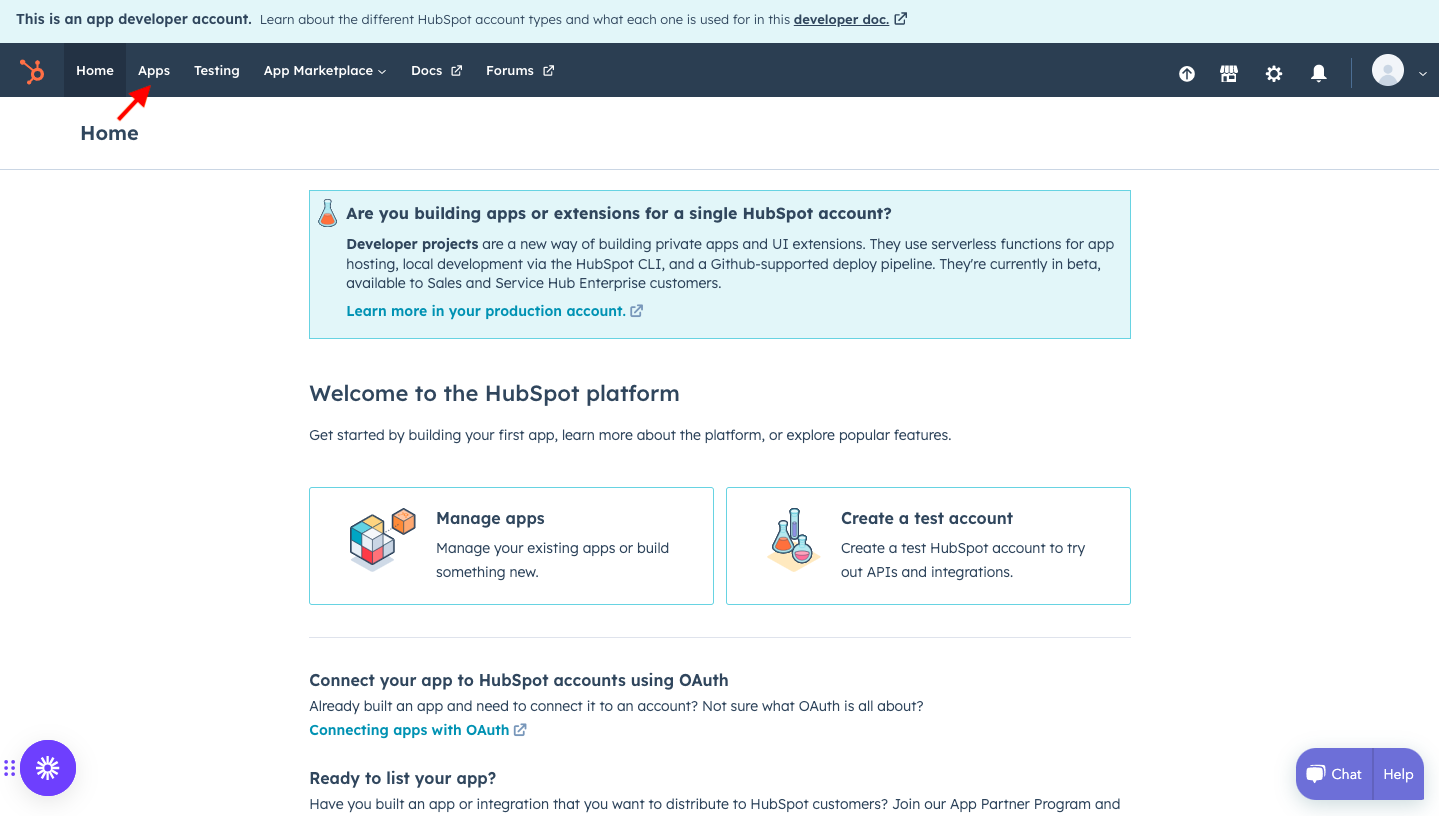 This is an app developer account. Learn about the different HubSpot account types and what each one is used for in this developer doc.
Home Apps Testing App Marketplace Docs Forums
Home
Are you building apps or extensions for a single HubSpot account?
Developer projects are a new way of building private apps and UI extensions. They use serverless functions for app
hosting, local development via the HubSpot CLI, and a Github-supported deploy pipeline. They're currently in beta,
available to Sales and Service Hub Enterprise customers.
Learn more in your production account.
Welcome to the HubSpot platform
Get started by building your first app, learn more about the platform, or explore popular features.
Manage apps
Manage your existing apps or build
something new.
Create a test account
Create a test HubSpot account to try
out APIs and integrations.
Connect your app to HubSpot accounts using OAuth
Already built an app and need to connect it to an account? Not sure what OAuth is all about?
Connecting apps with OAuth
Ready to list your app?
Have you built an app or integration that you want to distribute to HubSpot customers? Join our App Partner Program and
Chat Help